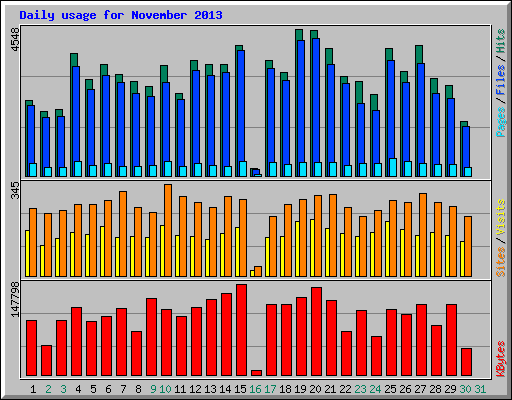 Daily usage for November 2013
4548
Pages / Files / Hits
345
Sites / Visits
147798
KBytes
1 2 3 4 5 6 7 8 9 10 11 12 13 14 15 16 17 18 19 20 21 22 23 24 25 26 27 28 29 30 31